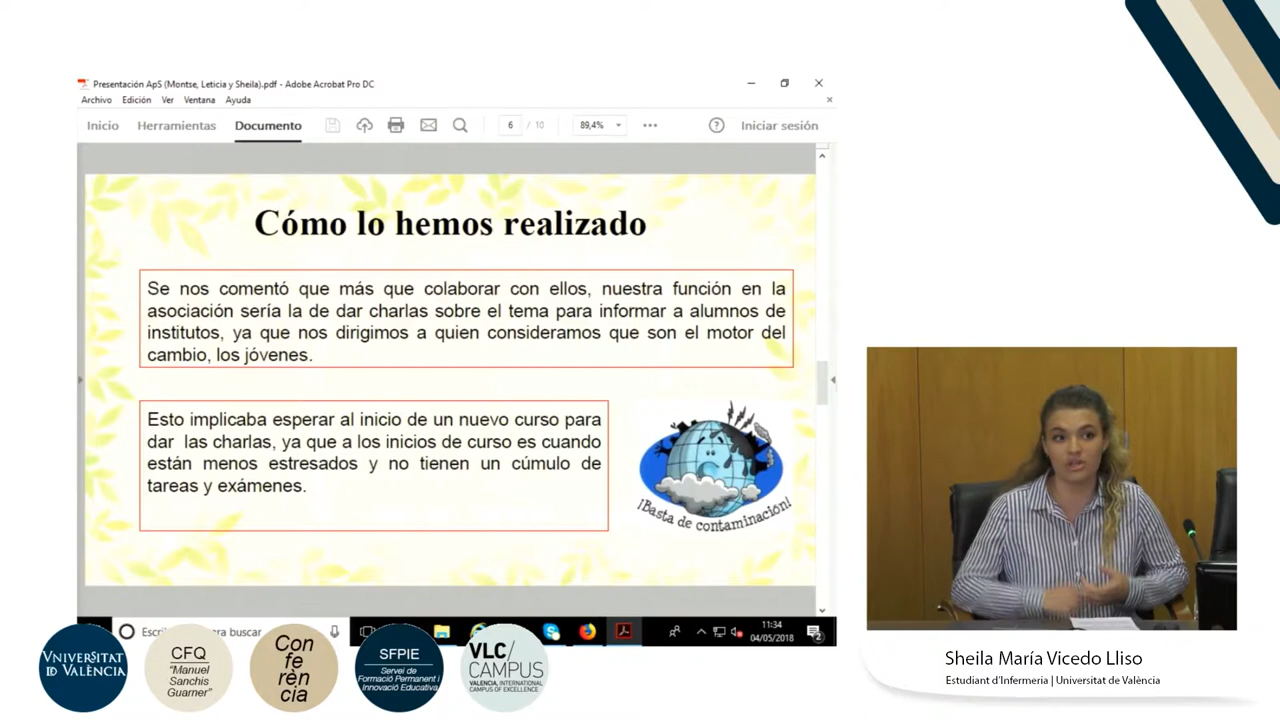 Presentación ApS (Montse, Leticia y Sheila).pdf - Adobe Acrobat Pro DC
Archivo Edición Ver Ventana Ayuda
Inicio Herramientas Documento 6 / 10 89,4% Iniciar sesión
Cómo lo hemos realizado
Se nos comentó que más que colaborar con ellos, nuestra función en la
asociación sería la de dar charlas sobre el tema para informar a alumnos de
institutos, ya que nos dirigimos a quien consideramos que son el motor del
cambio, los jóvenes.
Esto implicaba esperar al inicio de un nuevo curso para
dar las charlas, ya que a los inicios de curso es cuando
están menos estresados y no tienen un cúmulo de
tareas y exámenes.
¡Basta de contaminación!
buscar
11:34
04/05/2018
2
VNIVERSITAT
D VALÈNCIA
CFQ
"Manuel
Sanchis
Guarner"
Con
fe
rèn
cia
SFPIE
Servei de
Formació Permanent i
Innovació Educativa
VLC/
CAMPUS
VALENCIA, INTERNATIONAL
CAMPUS OF EXCELLENCE
Sheila María Vicedo Lliso
Estudiant d'Infermeria | Universitat de València